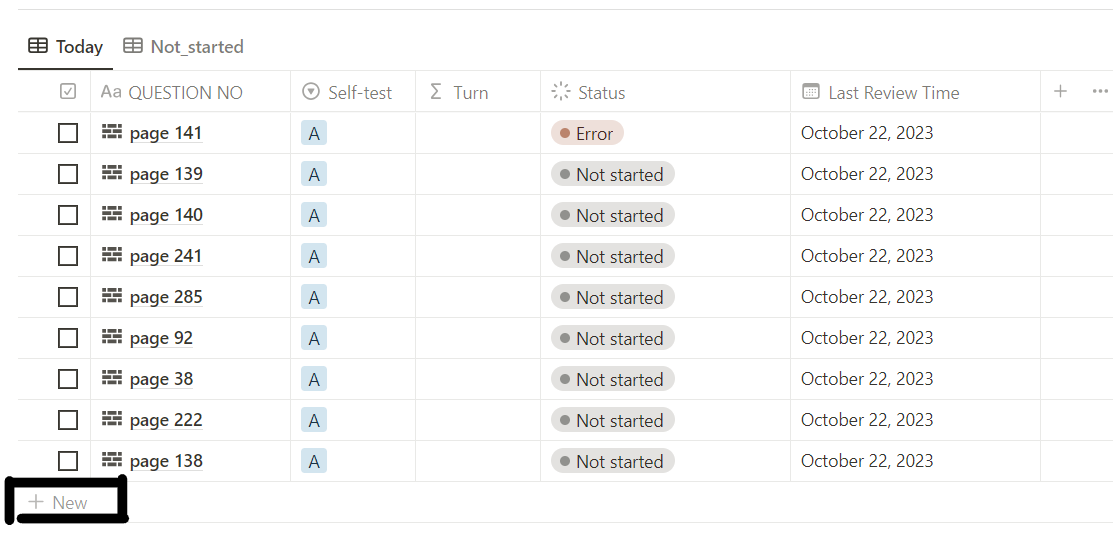 Today Not_started
Aa QUESTION NO Self-test Σ Turn Status Last Review Time + •••
page 141 A Error October 22, 2023
page 139 A Not started October 22, 2023
page 140 A Not started October 22, 2023
page 241 A Not started October 22, 2023
page 285 A Not started October 22, 2023
page 92 A Not started October 22, 2023
page 38 A Not started October 22, 2023
page 222 A Not started October 22, 2023
page 138 A Not started October 22, 2023
+ New